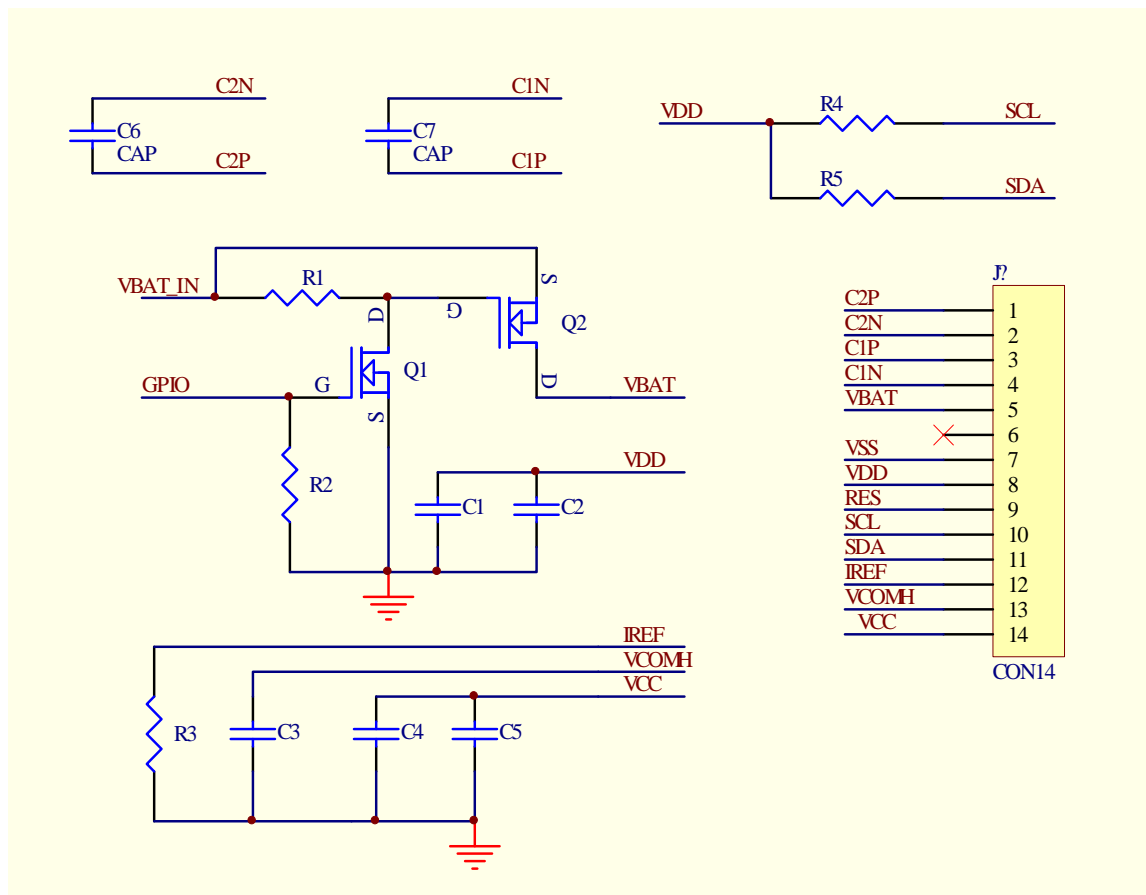 C2N
C6
CAP
C2P
C1N
C7
CAP
C1P
VDD
R4
SCL
R5
SDA
VBAT_IN
R1
S
D
G
Q2
D
VBAT
GPIO
G
Q1
S
R2
VDD
C1
C2
J?
C2P
1
C2N
2
C1P
3
C1N
4
VBAT
5
6
VSS
7
VDD
8
RES
9
SCL
10
SDA
11
IREF
12
VCOMH
13
VCC
14
CON14
IREF
VCOMH
VCC
R3
C3
C4
C5